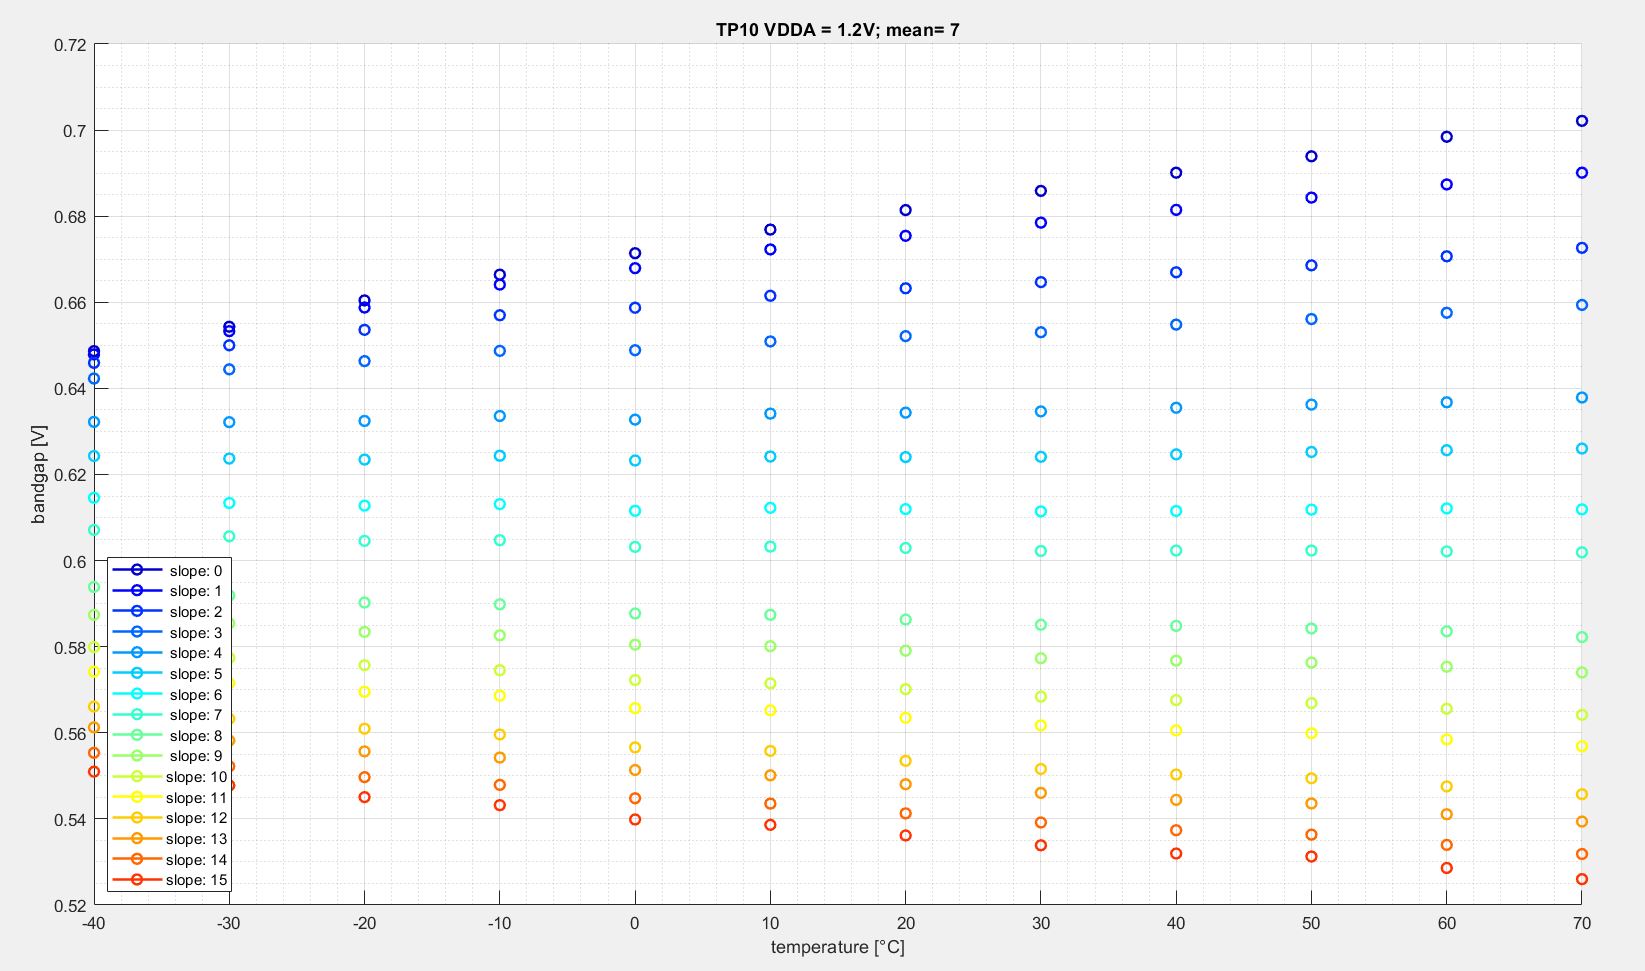 TP10 VDDA = 1.2V; mean= 7
0.72
0.7
0.68
0.66
0.64
0.62
0.6
0.58
0.56
0.54
0.52
bandgap [V]
slope: 0
slope: 1
slope: 2
slope: 3
slope: 4
slope: 5
slope: 6
slope: 7
slope: 8
slope: 9
slope: 10
slope: 11
slope: 12
slope: 13
slope: 14
slope: 15
-40 -30 -20 -10 0 10 20 30 40 50 60 70
temperature [°C]